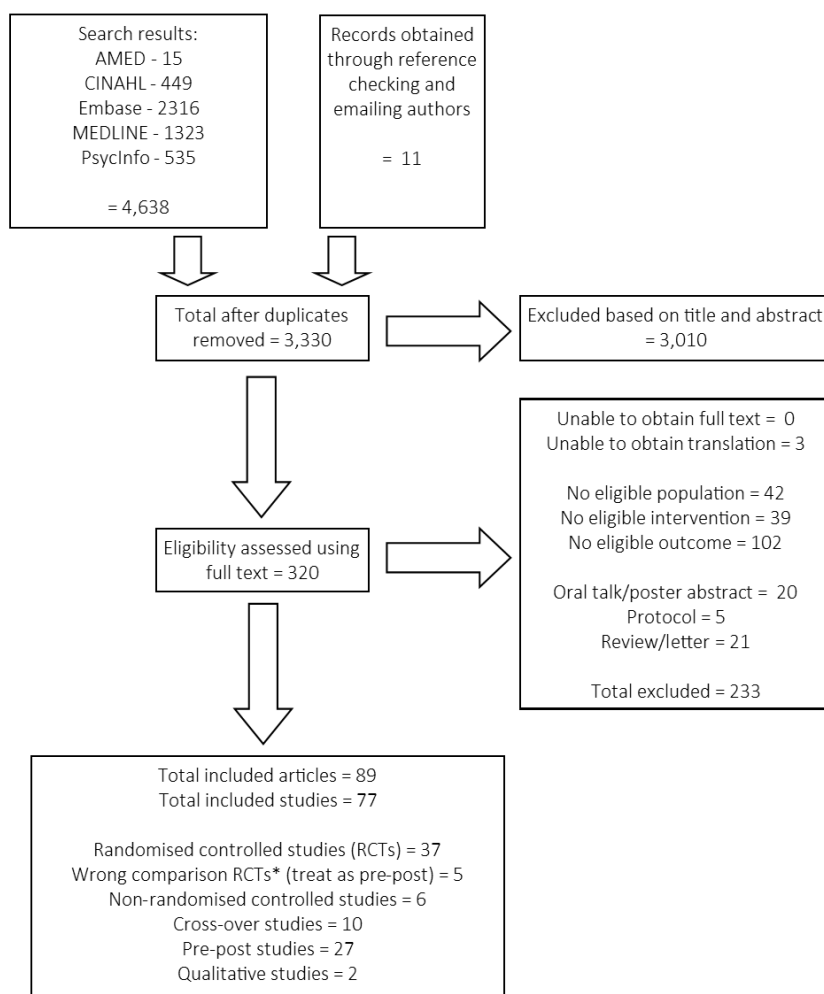 Search results:
AMED - 15
CINAHL - 449
Embase - 2316
MEDLINE - 1323
PsycInfo - 535
= 4,638
Records obtained
through reference
checking and
emailing authors
= 11
Total after duplicates
removed = 3,330
Excluded based on title and abstract
= 3,010
Unable to obtain full text = 0
Unable to obtain translation = 3
No eligible population = 42
No eligible intervention = 39
No eligible outcome = 102
Oral talk/poster abstract = 20
Protocol = 5
Review/letter = 21
Total excluded = 233
Eligibility assessed using
full text = 320
Total included articles = 89
Total included studies = 77
Randomised controlled studies (RCTs) = 37
Wrong comparison RCTs* (treat as pre-post) = 5
Non-randomised controlled studies = 6
Cross-over studies = 10
Pre-post studies = 27
Qualitative studies = 2